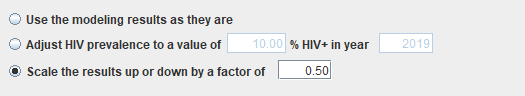 Use the modeling results as they are
Adjust HIV prevalence to a value of 10.00 % HIV+ in year 2019
Scale the results up or down by a factor of 0.50